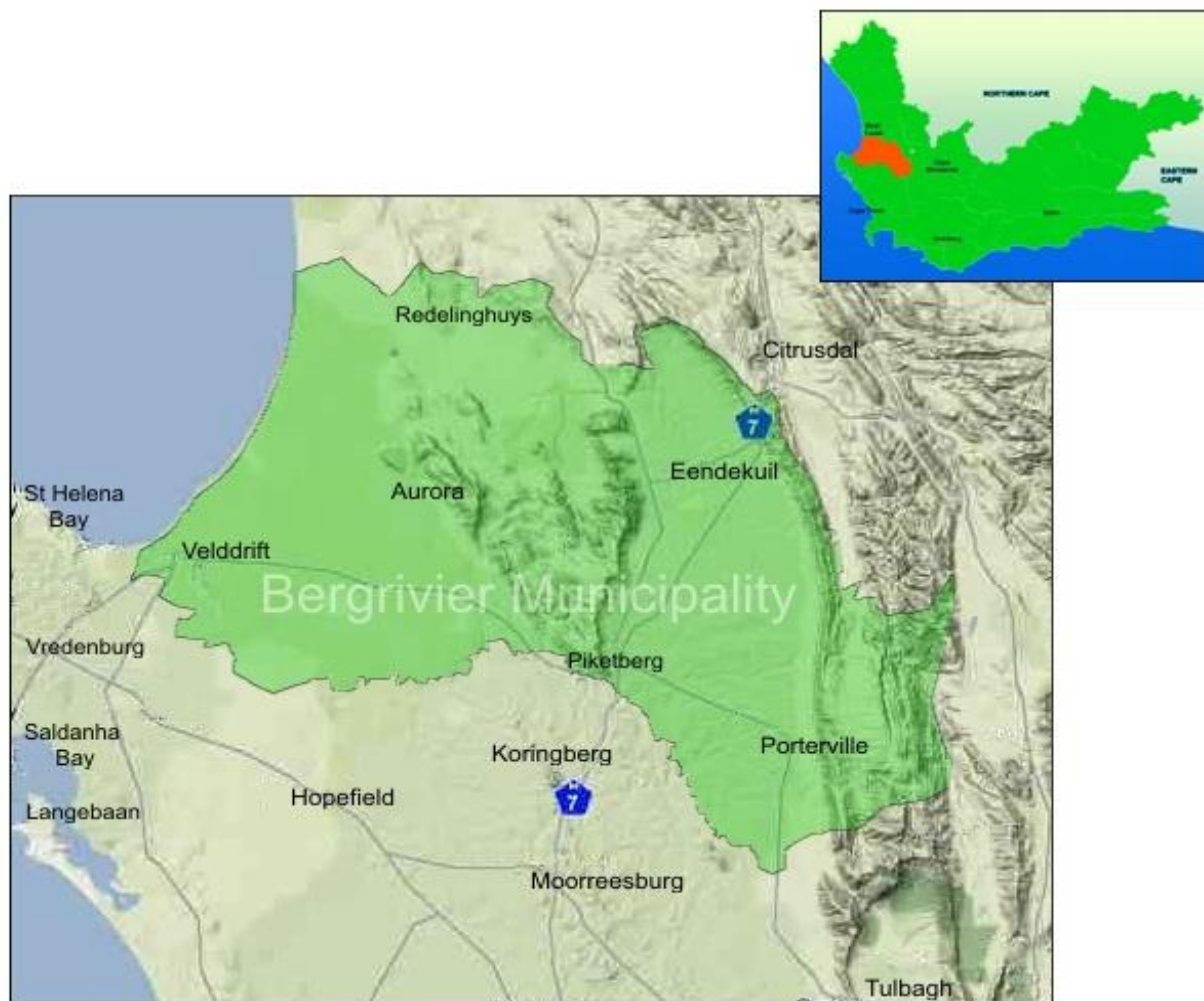 NORTHERN CAPE
EASTERN
CAPE
Redelinghuys
Citrusdal
7
Eendekuil
Aurora
St Helena
Bay
Velddrift
Bergrivier Municipality
Vredenburg
Piketberg
Saldanha
Bay
Koringberg
Porterville
7
Hopefield
Langebaan
Moorreesburg
Tulbagh